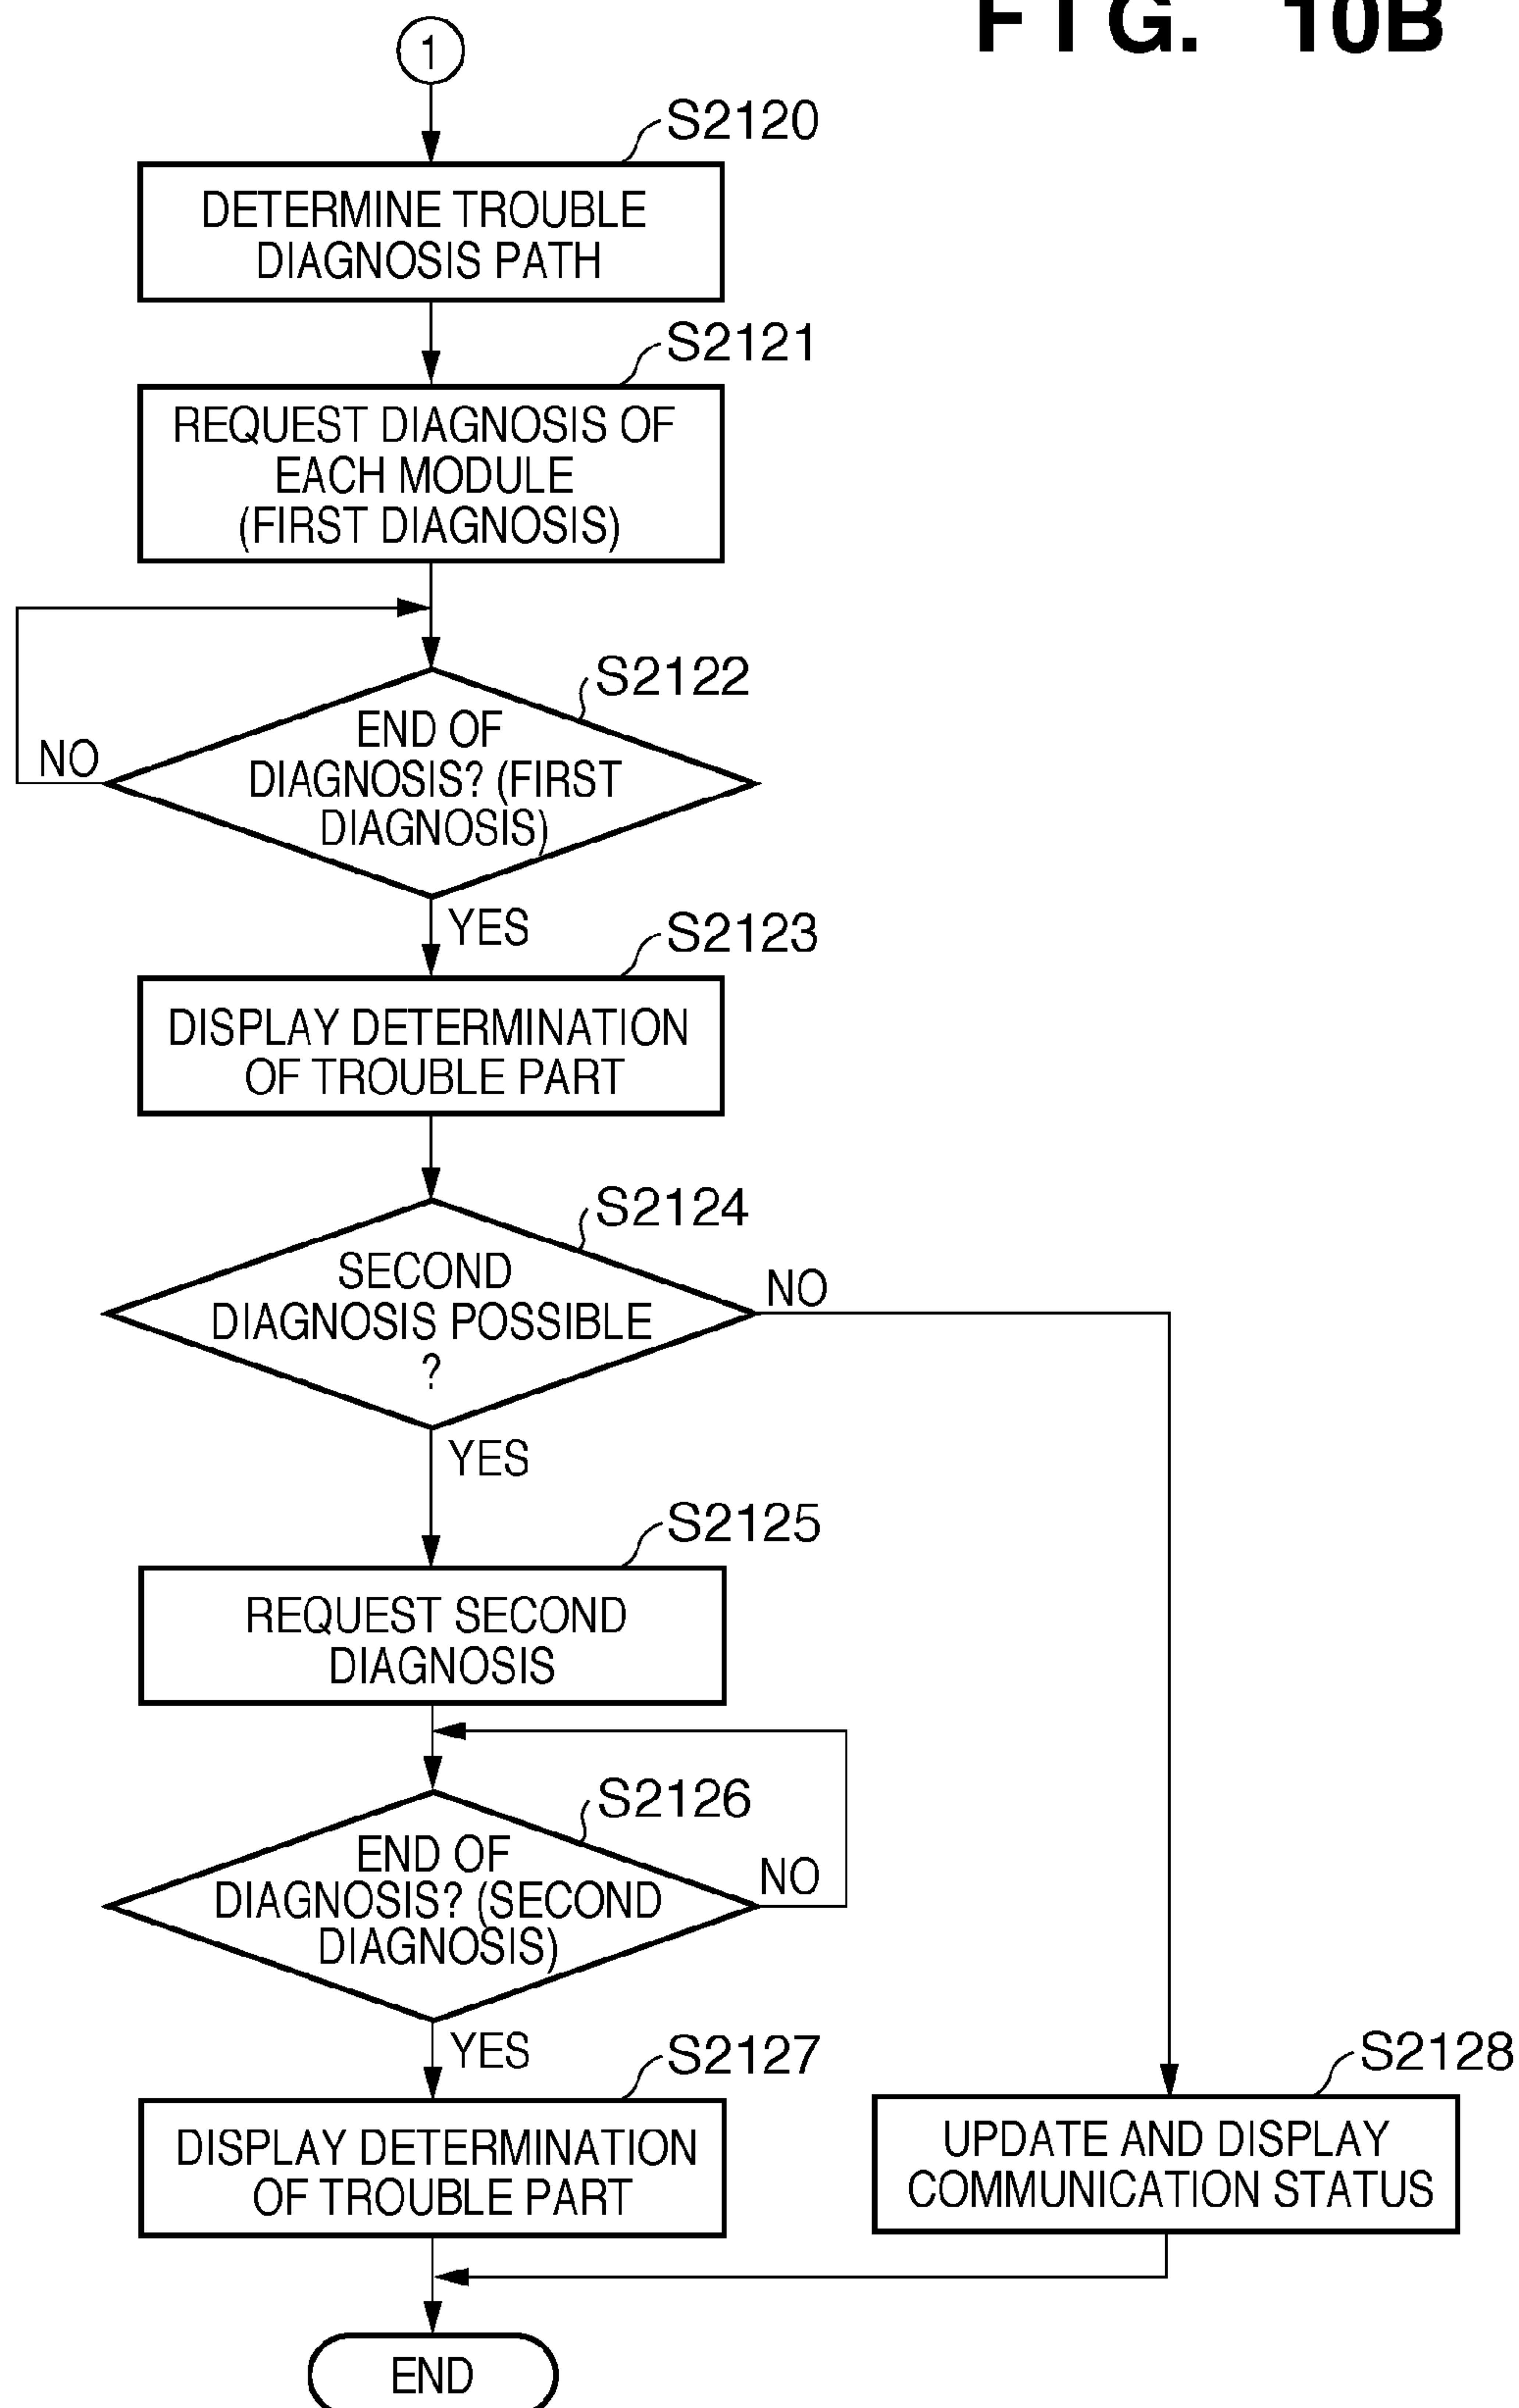 FIG. 10B
1
S2120
DETERMINE TROUBLE
DIAGNOSIS PATH
S2121
REQUEST DIAGNOSIS OF
EACH MODULE
(FIRST DIAGNOSIS)
S2122
END OF
DIAGNOSIS? (FIRST
DIAGNOSIS)
NO
YES
S2123
DISPLAY DETERMINATION
OF TROUBLE PART
S2124
SECOND
DIAGNOSIS POSSIBLE
?
NO
YES
S2125
REQUEST SECOND
DIAGNOSIS
S2126
END OF
DIAGNOSIS? (SECOND
DIAGNOSIS)
NO
YES
S2127
DISPLAY DETERMINATION
OF TROUBLE PART
S2128
UPDATE AND DISPLAY
COMMUNICATION STATUS
END